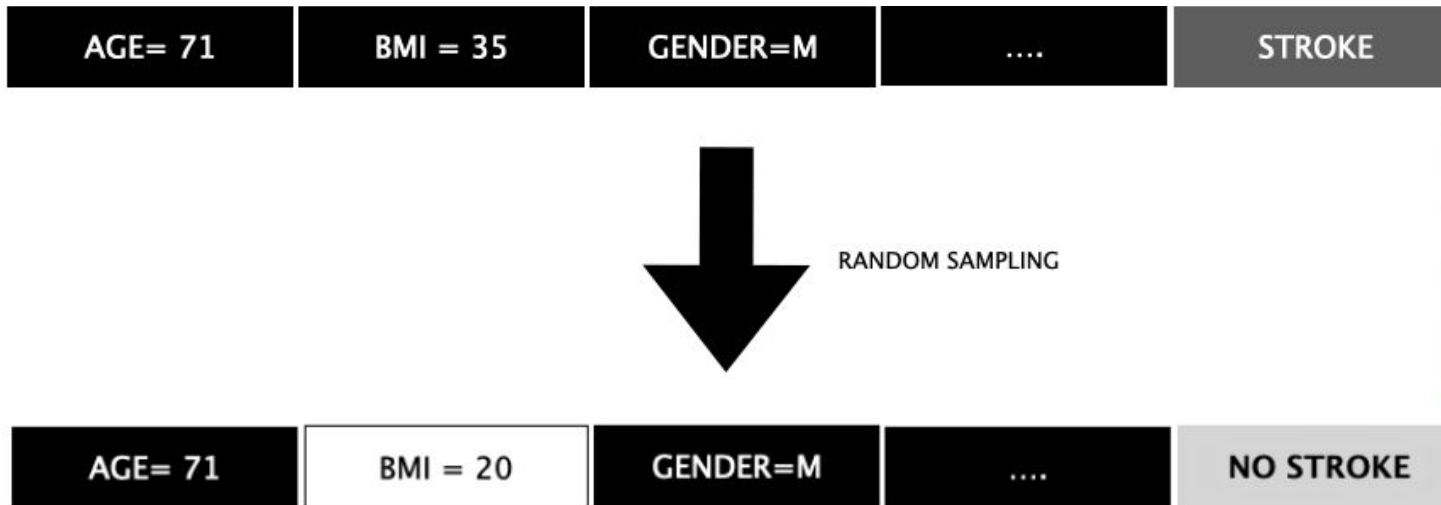 AGE= 71 BMI = 35 GENDER=M .... STROKE
RANDOM SAMPLING
AGE= 71 BMI = 20 GENDER=M .... NO STROKE